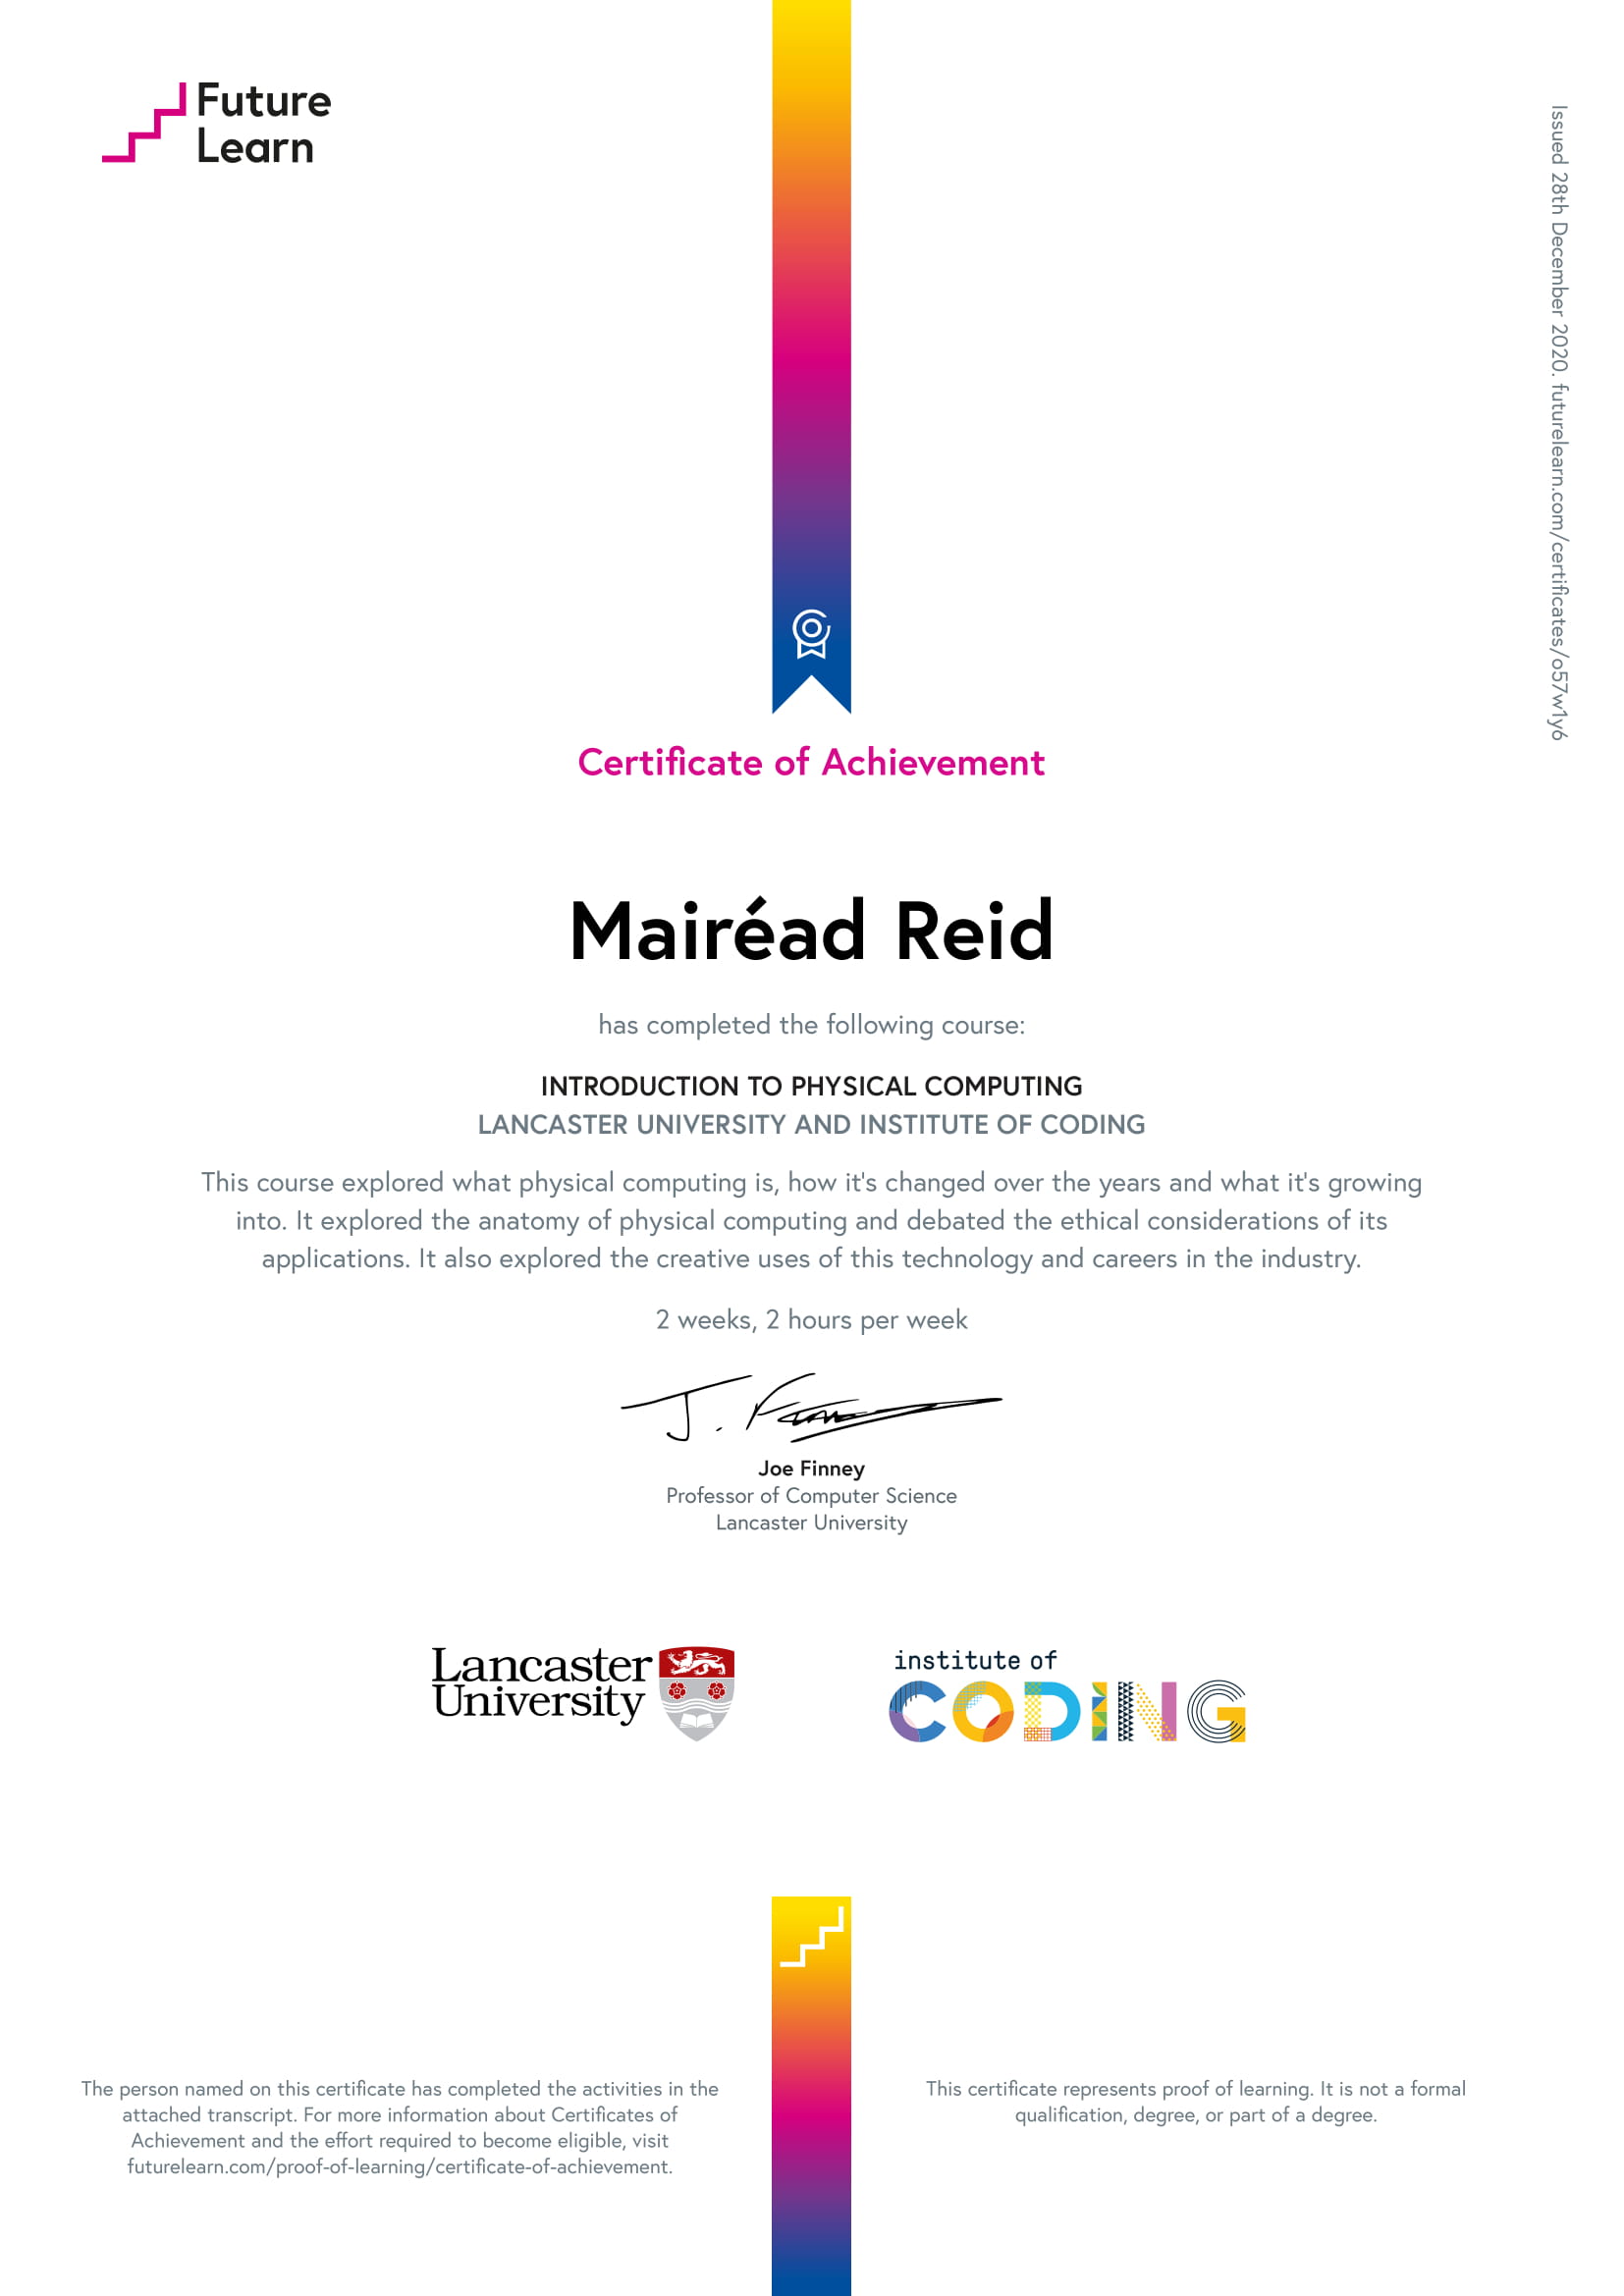 Future
Learn
Issued 28th December 2020. futurelearn.com/certificates/o57w1y6
Certificate of Achievement
Mairéad Reid
has completed the following course:
INTRODUCTION TO PHYSICAL COMPUTING
LANCASTER UNIVERSITY AND INSTITUTE OF CODING
This course explored what physical computing is, how it's changed over the years and what it's growing
into. It explored the anatomy of physical computing and debated the ethical considerations of its
applications. It also explored the creative uses of this technology and careers in the industry.
2 weeks, 2 hours per week
J. Finney
Joe Finney
Professor of Computer Science
Lancaster University
Lancaster
University
institute of
CODING
The person named on this certificate has completed the activities in the
attached transcript. For more information about Certificates of
Achievement and the effort required to become eligible, visit
futurelearn.com/proof-of-learning/certificate-of-achievement.
This certificate represents proof of learning. It is not a formal
qualification, degree, or part of a degree.